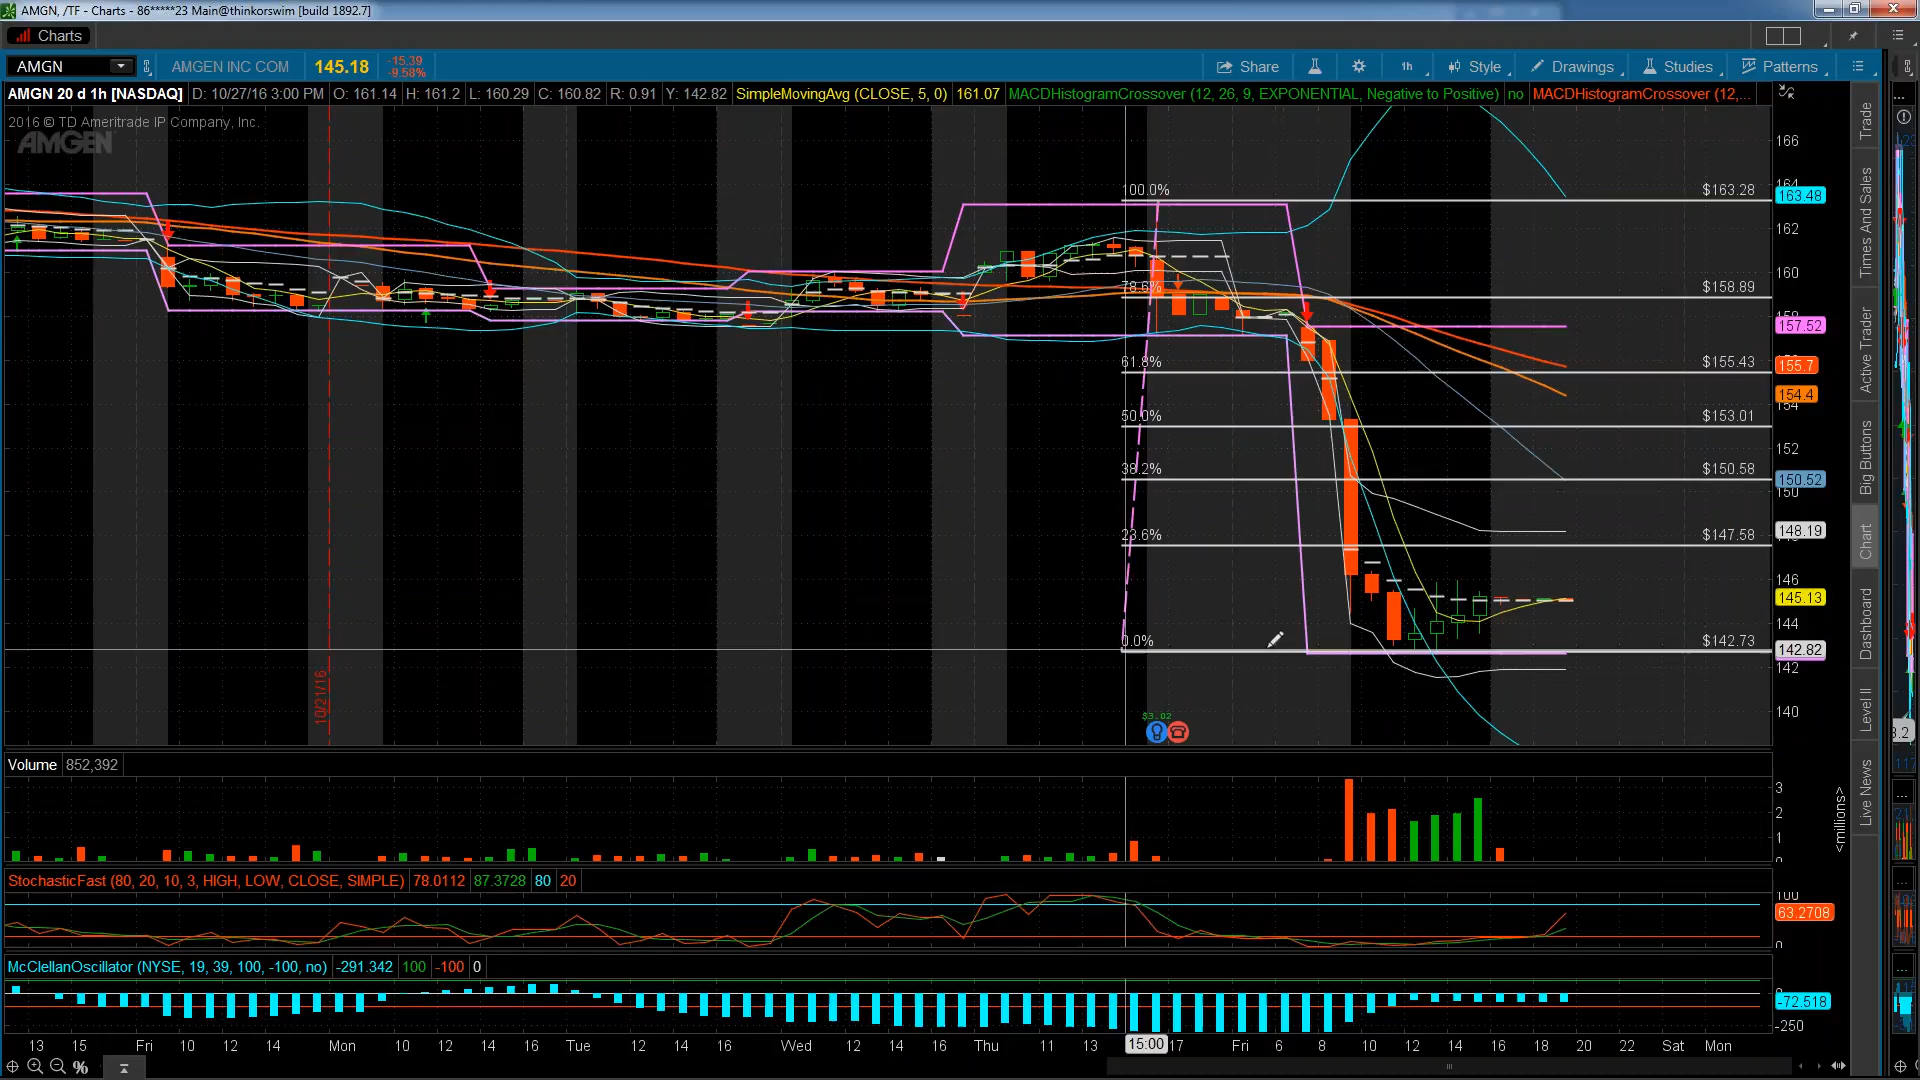 AMGN, /TF - Charts - 86*****23 Main@thinkorswim [build 1892.7]
Charts
AMGN AMGEN INC COM 145.18 -15.39 -9.58% Share 1h Style Drawings Studies Patterns
AMGN 20 d 1h [NASDAQ] D: 10/27/16 3:00 PM O: 161.14 H: 161.2 L: 160.29 C: 160.82 R: 0.91 Y: 142.82 SimpleMovingAvg (CLOSE, 5, 0) 161.07 MACDHistogramCrossover (12, 26, 9, EXPONENTIAL, Negative to Positive) no MACDHistogramCrossover (12,...
2016 © TD Ameritrade IP Company, Inc.
AMGEN
166
100.0% $163.28
163.48
162
160
78.6% $158.89
157.52
61.8% $155.43
155.7
154.4
154
50.0% $153.01
152
38.2% $150.58
150.52
150
148.19
23.6% $147.58
146
145.13
144
0.0% $142.73
142.82
142
10/21/16
140
$3.02
Trade
Times And Sales
Active Trader
Big Buttons
Chart
Dashboard
Level II
Live News
Volume 852,392
3
2
1
<millions>
StochasticFast (80, 20, 10, 3, HIGH, LOW, CLOSE, SIMPLE) 78.0112 87.3728 80 20
100
63.2708
0
McClellanOscillator (NYSE, 19, 39, 100, -100, no) -291.342 100 -100 0
-72.518
-250
13 15 Fri 10 12 14 Mon 10 12 14 16 Tue 12 14 16 Wed 12 14 16 Thu 11 13 15:00 17 Fri 6 8 10 12 14 16 18 20 22 Sat Mon
%